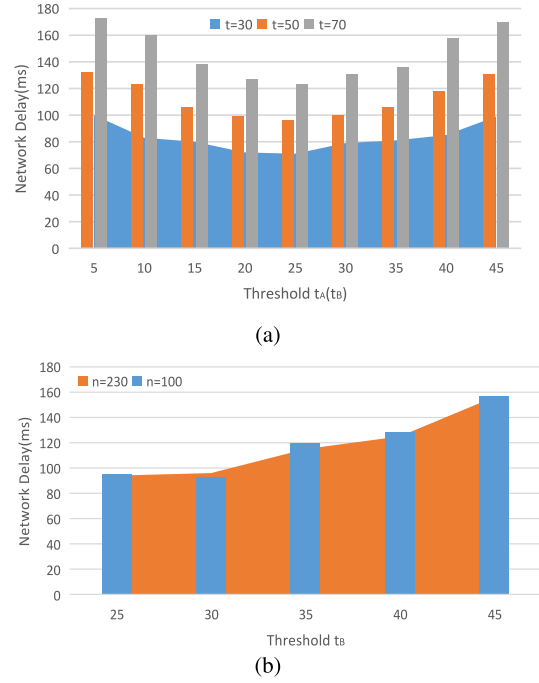 180
160
140
120
100
80
60
40
20
0
Network Delay(ms)
t=30 t=50 t=70
5 10 15 20 25 30 35 40 45
Threshold tA(tB)
(a)
180
160
140
120
100
80
60
40
20
0
Network Delay(ms)
n=230 n=100
25 30 35 40 45
Threshold tB
(b)